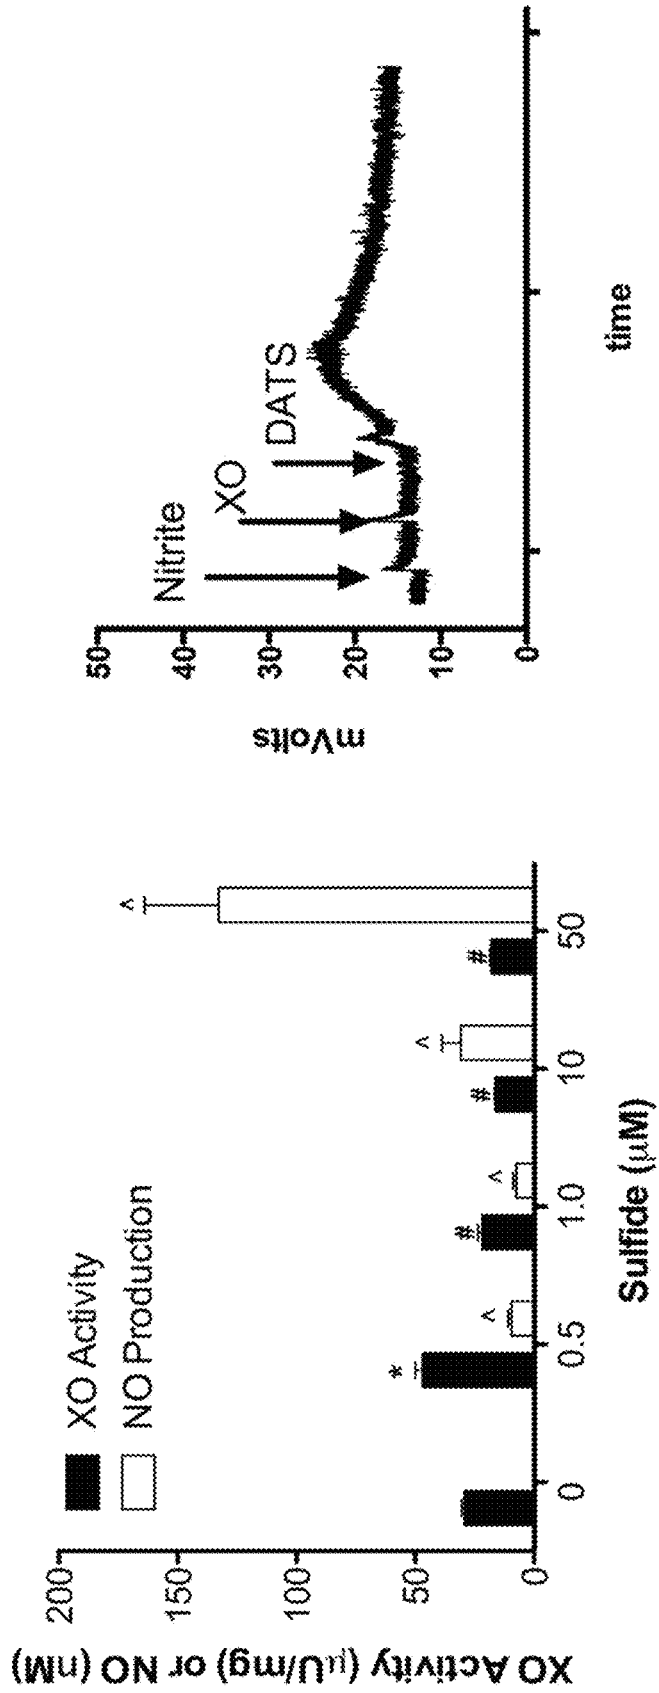 XO Activity (μU/mg) or NO (nM)
200
150
100
50
0
XO Activity
NO Production
*
^
#
^
#
^
#
^
0
0.5
1.0
10
50
Sulfide (μM)
mVolts
50
40
30
20
10
0
Nitrite
XO
DATS
time